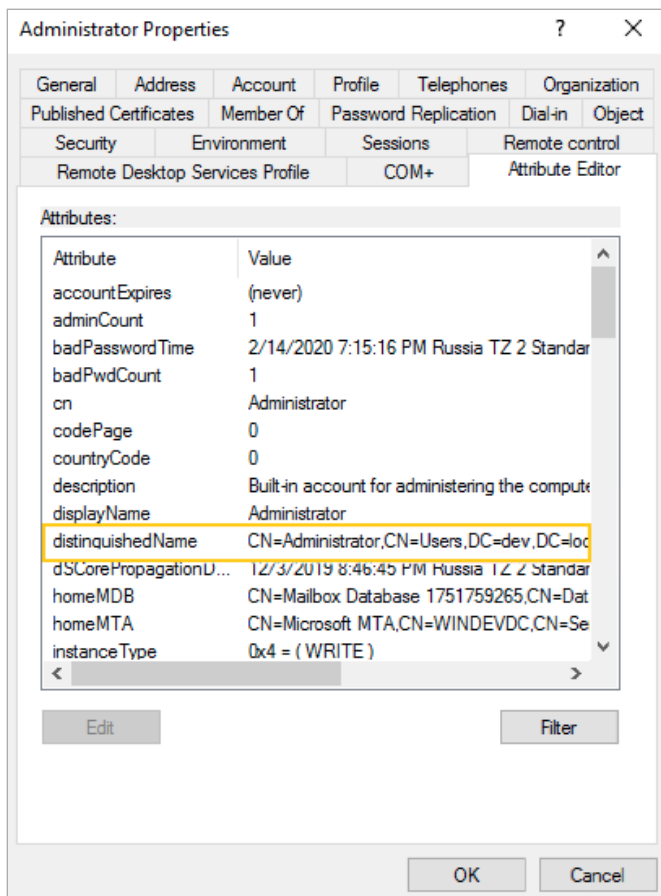 Administrator Properties ? ×
General Address Account Profile Telephones Organization
Published Certificates Member Of Password Replication Dial-in Object
Security Environment Sessions Remote control
Remote Desktop Services Profile COM+ Attribute Editor
Attributes:
Attribute Value
accountExpires (never)
adminCount 1
badPasswordTime 2/14/2020 7:15:16 PM Russia TZ 2 Standar
badPwdCount 1
cn Administrator
codePage 0
countryCode 0
description Built-in account for administering the compute
displayName Administrator
distinguishedName CN=Administrator,CN=Users,DC=dev,DC=loc
dSCorePropagationD... 12/3/2019 8:46:45 PM Russia TZ 2 Standar
homeMDB CN=Mailbox Database 1751759265,CN=Dat
homeMTA CN=Microsoft MTA,CN=WINDEVDC,CN=Se
instanceType 0x4 = ( WRITE )
Edit Filter
OK Cancel